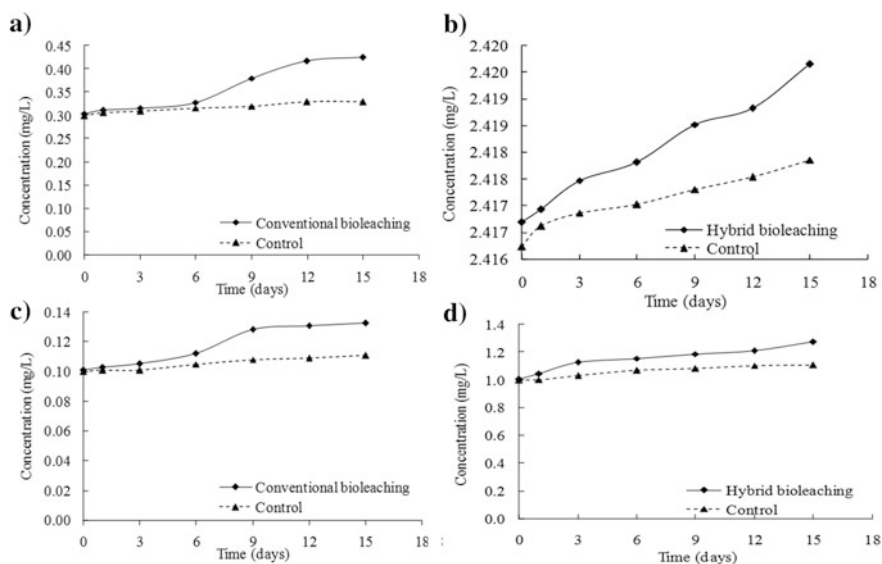 a)
Concentration (mg/L)
0.45
0.40
0.35
0.30
0.25
0.20
0.15
0.10
0.05
0.00
Conventional bioleaching
Control
0 3 6 9 12 15 18
Time (days)
b)
Concentration (mg/L)
2.420
2.419
2.419
2.418
2.418
2.417
2.417
2.416
Hybrid bioleaching
Control
0 3 6 9 12 15 18
Time (days)
c)
Concentration (mg/L)
0.14
0.12
0.10
0.08
0.06
0.04
0.02
0.00
Conventional bioleaching
Control
0 3 6 9 12 15 18
Time (days)
d)
Concentration (mg/L)
1.4
1.2
1.0
0.8
0.6
0.4
0.2
0.0
Hybrid bioleaching
Control
0 3 6 9 12 15 18
Time (days)